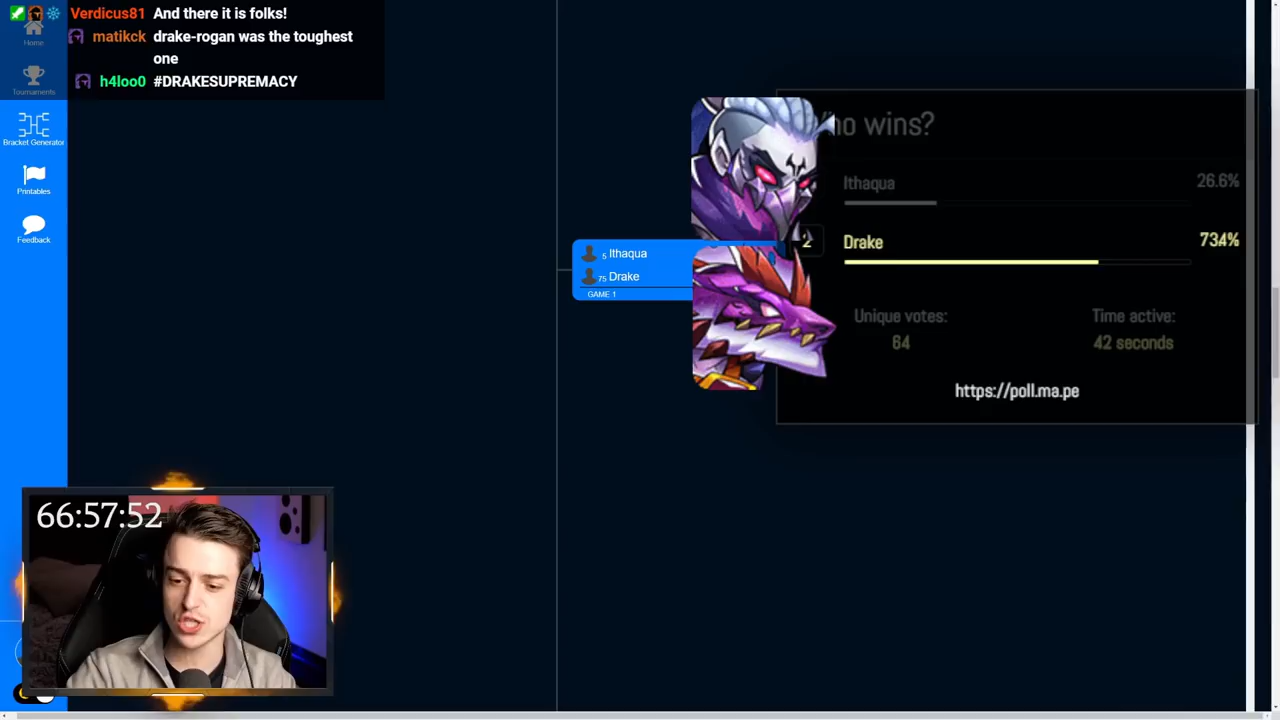 Verdicus81 And there it is folks!
matikck drake-rogan was the toughest
one
h4loo0 #DRAKESUPREMACY
Home
Tournaments
Bracket Generator
Printables
Feedback
ho wins?
Ithaqua 26.6%
2 Drake 73.4%
Unique votes: Time active:
64 42 seconds
https://poll.ma.pe
5 Ithaqua
75 Drake
GAME 1
66:57:52